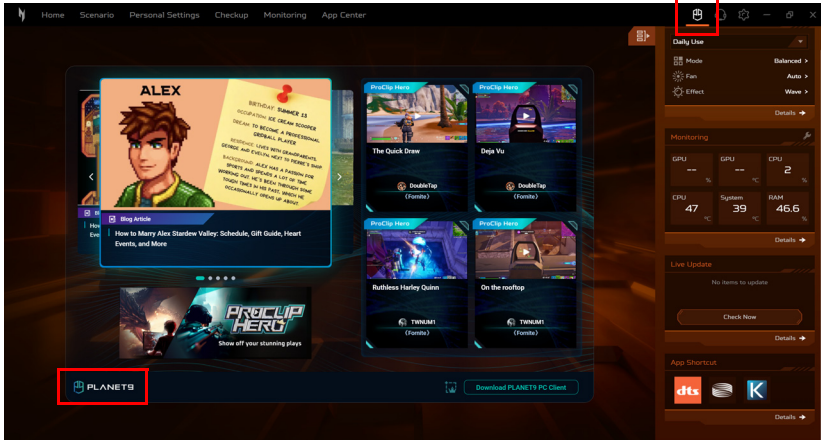 Home Scenario Personal Settings Checkup Monitoring App Center
Daily Use
Mode Balanced >
Fan Auto >
Effect Wave >
Details →
ALEX
BIRTHDAY: SUMMER 13
OCCUPATION: ICE CREAM SCOOPER
DREAM: TO BECOME A PROFESSIONAL
GRIDBALL PLAYER
RESIDENCE: LIVES WITH GRANDPARENTS,
GEORGE AND EVELYN NEXT TO PIERRE'S SHOP
BACKGROUND: ALEX HAS A PASSION FOR
SPORTS AND SPENDS A LOT OF TIME
WORKING OUT. HE'S BEEN THROUGH SOME
TOUGH TIMES IN HIS PAST, WHICH HE
OCCASIONALLY OPENS UP ABOUT.
Blog Article
How to Marry Alex Stardew Valley: Schedule, Gift Guide, Heart
Events, and More
ProClip Hero
The Quick Draw
DoubleTap
(Fornite)
ProClip Hero
Deja Vu
DoubleTap
(Fornite)
ProClip Hero
Ruthless Harley Quinn
TWNUM1
(Fornite)
ProClip Hero
On the rooftop
TWNUM1
(Fornite)
PROCLIP
HERO
Show off your stunning plays
PLANET9
Download PLANET9 PC Client
Monitoring
GPU GPU CPU
-- % -- °C 2 %
CPU System RAM
47 °C 39 °C 46.6 %
Details →
Live Update
No items to update
Check Now
Details →
App Shortcut
dts
K
Details →